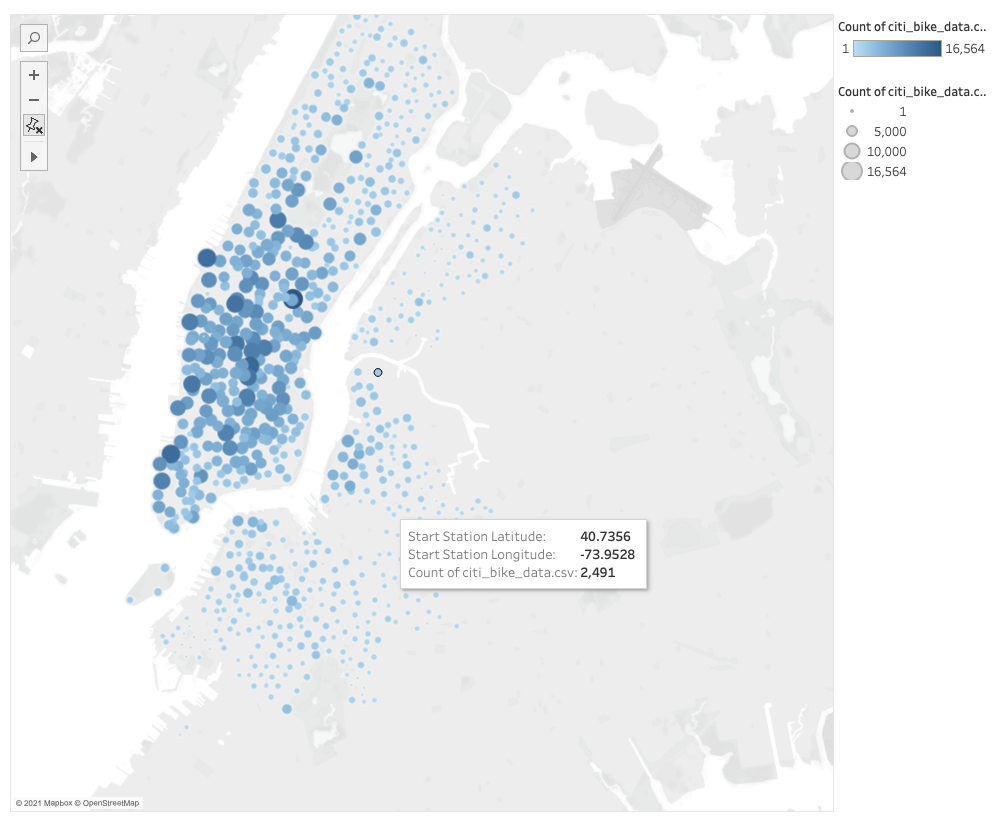 Count of citi_bike_data.c..
1 16,564
Count of citi_bike_data.c..
1
5,000
10,000
16,564
Start Station Latitude: 40.7356
Start Station Longitude: -73.9528
Count of citi_bike_data.csv: 2,491
© 2021 Mapbox © OpenStreetMap